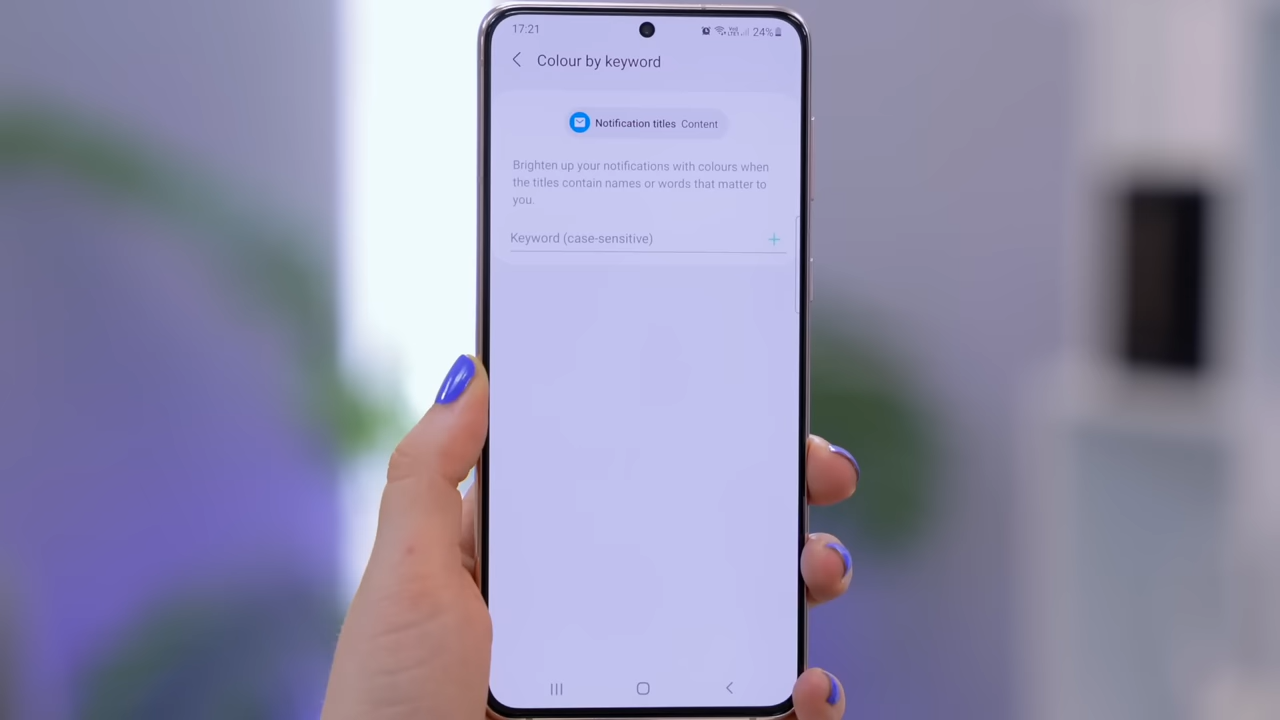 17:21 24%
Colour by keyword
Notification titles Content
Brighten up your notifications with colours when
the titles contain names or words that matter to
you.
Keyword (case-sensitive)